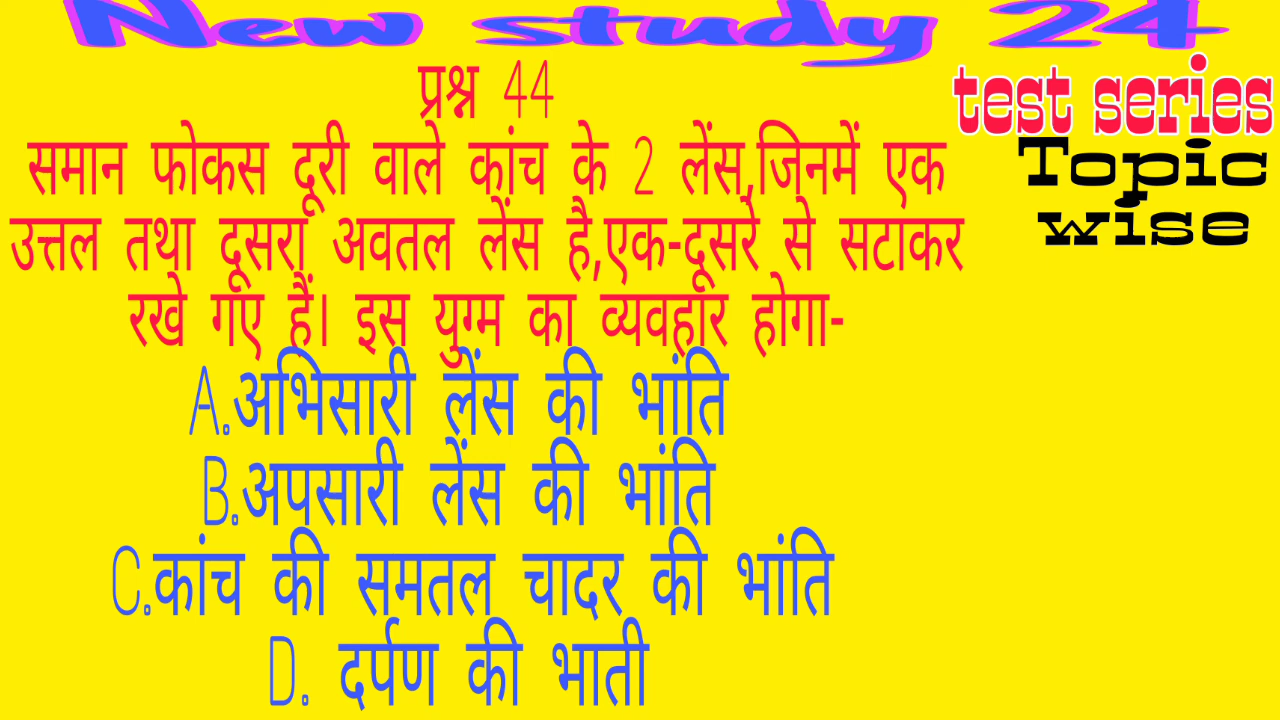 New study 24
test series
Topic
wise
प्रश्न 44
समान फोकस दूरी वाले कांच के 2 लेंस,जिनमें एक
उत्तल तथा दूसरा अवतल लेंस है,एक-दूसरे से सटाकर
रखे गए हैं। इस युग्म का व्यवहार होगा-
A.अभिसारी लेंस की भांति
B.अपसारी लेंस की भांति
C.कांच की समतल चादर की भांति
D. दर्पण की भाती